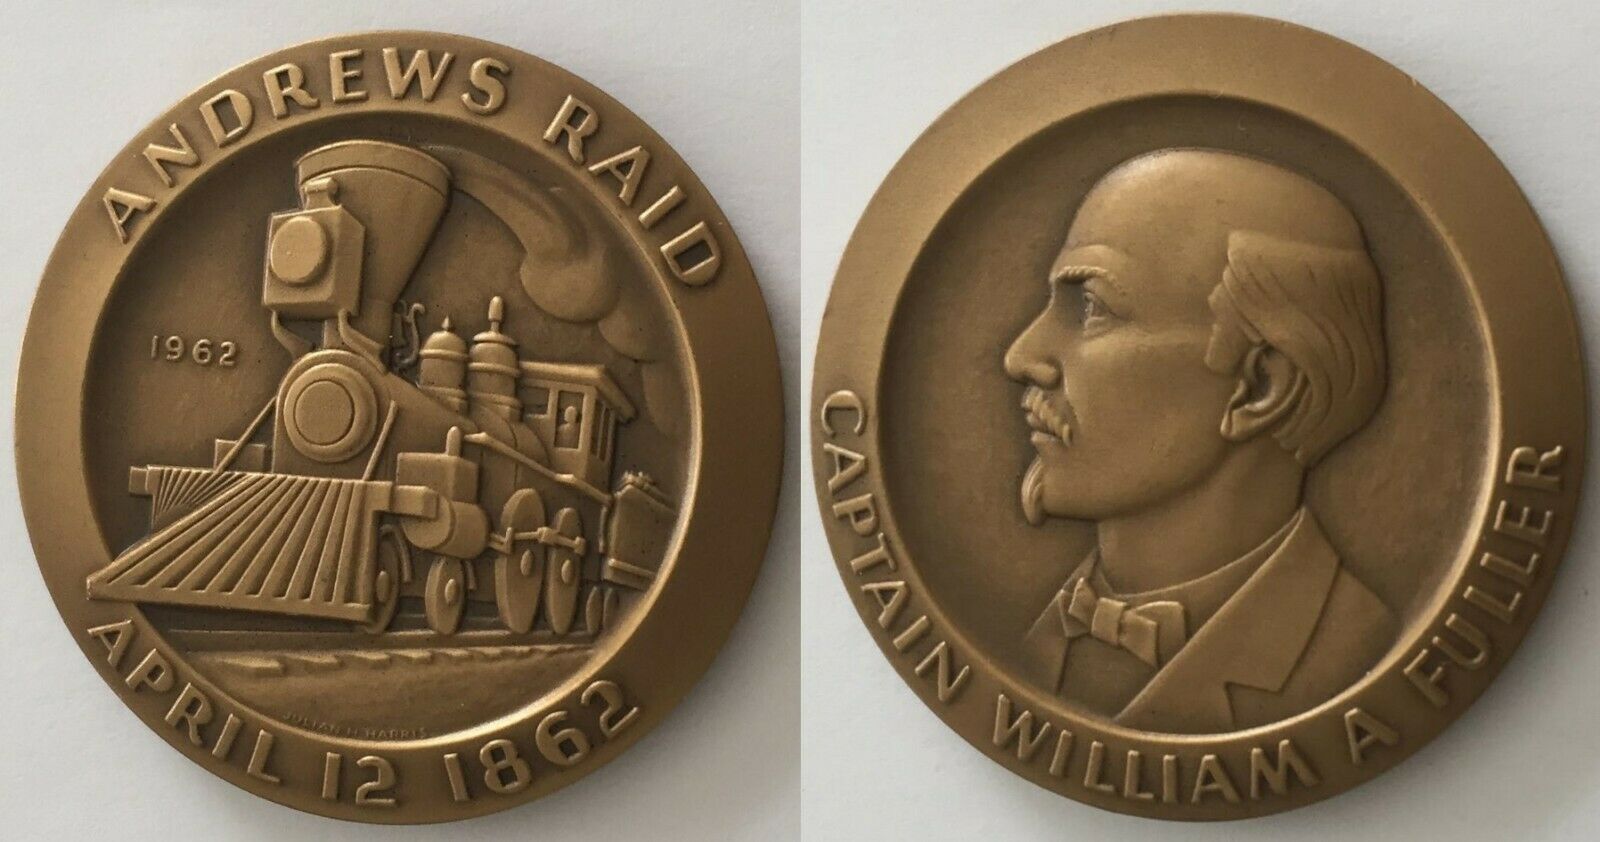 ANDREWS RAID
1962
JULIAN H HARRIS
APRIL 12 1862
CAPTAIN WILLIAM A FULLER